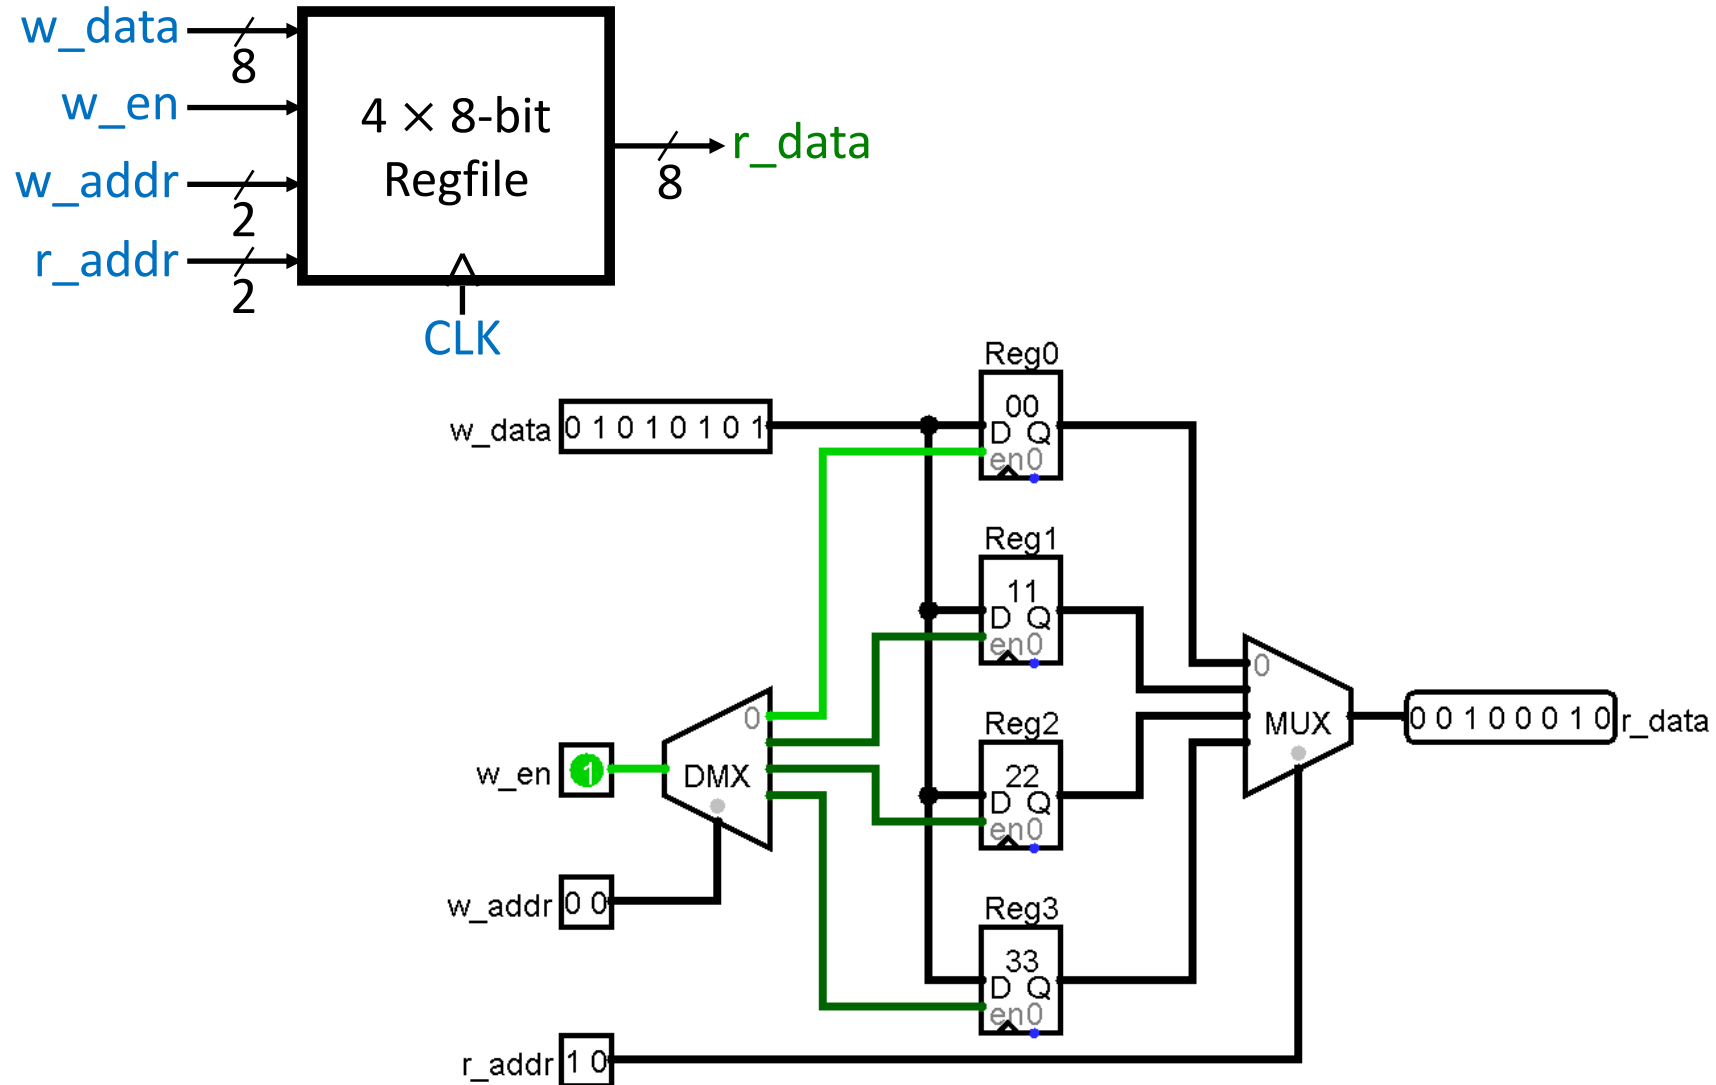 w_data
8
w_en
w_addr
2
r_addr
2
4 × 8-bit
Regfile
r_data
8
CLK
Reg0
00
D Q
en0
w_data
0 1 0 1 0 1 0 1
Reg1
11
D Q
en0
0
MUX
r_data
0 0 1 0 0 0 1 0
Reg2
22
D Q
en0
w_en
1
0
DMX
w_addr
0 0
Reg3
33
D Q
en0
r_addr
1 0